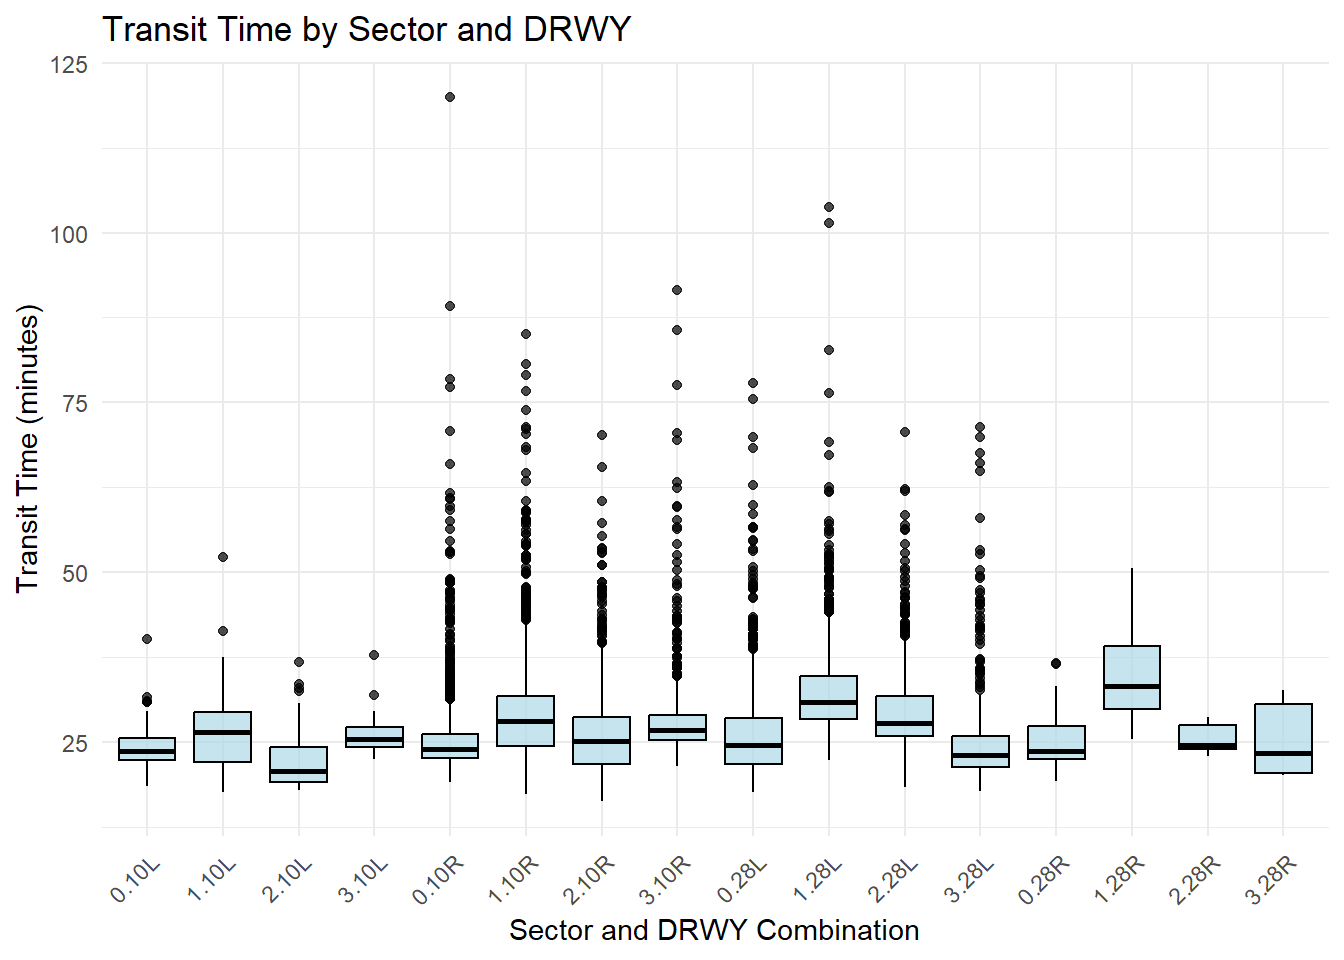 Transit Time by Sector and DRWY
Transit Time (minutes)
125
100
75
50
25
0.10L
1.10L
2.10L
3.10L
0.10R
1.10R
2.10R
3.10R
0.28L
1.28L
2.28L
3.28L
0.28R
1.28R
2.28R
3.28R
Sector and DRWY Combination